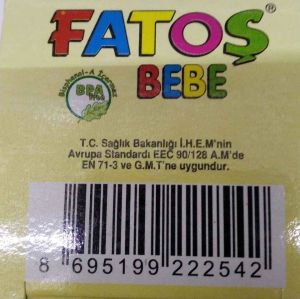 FATOŞ®
BEBE
Bisphenol-A İçermez
BPA
free
T.C. Sağlık Bakanlığı İ.H.E.M'nin
Avrupa Standardı EEC 90/128 A.M'de
EN 71-3 ve G.M.T'ne uygundur.
8 695199 222542